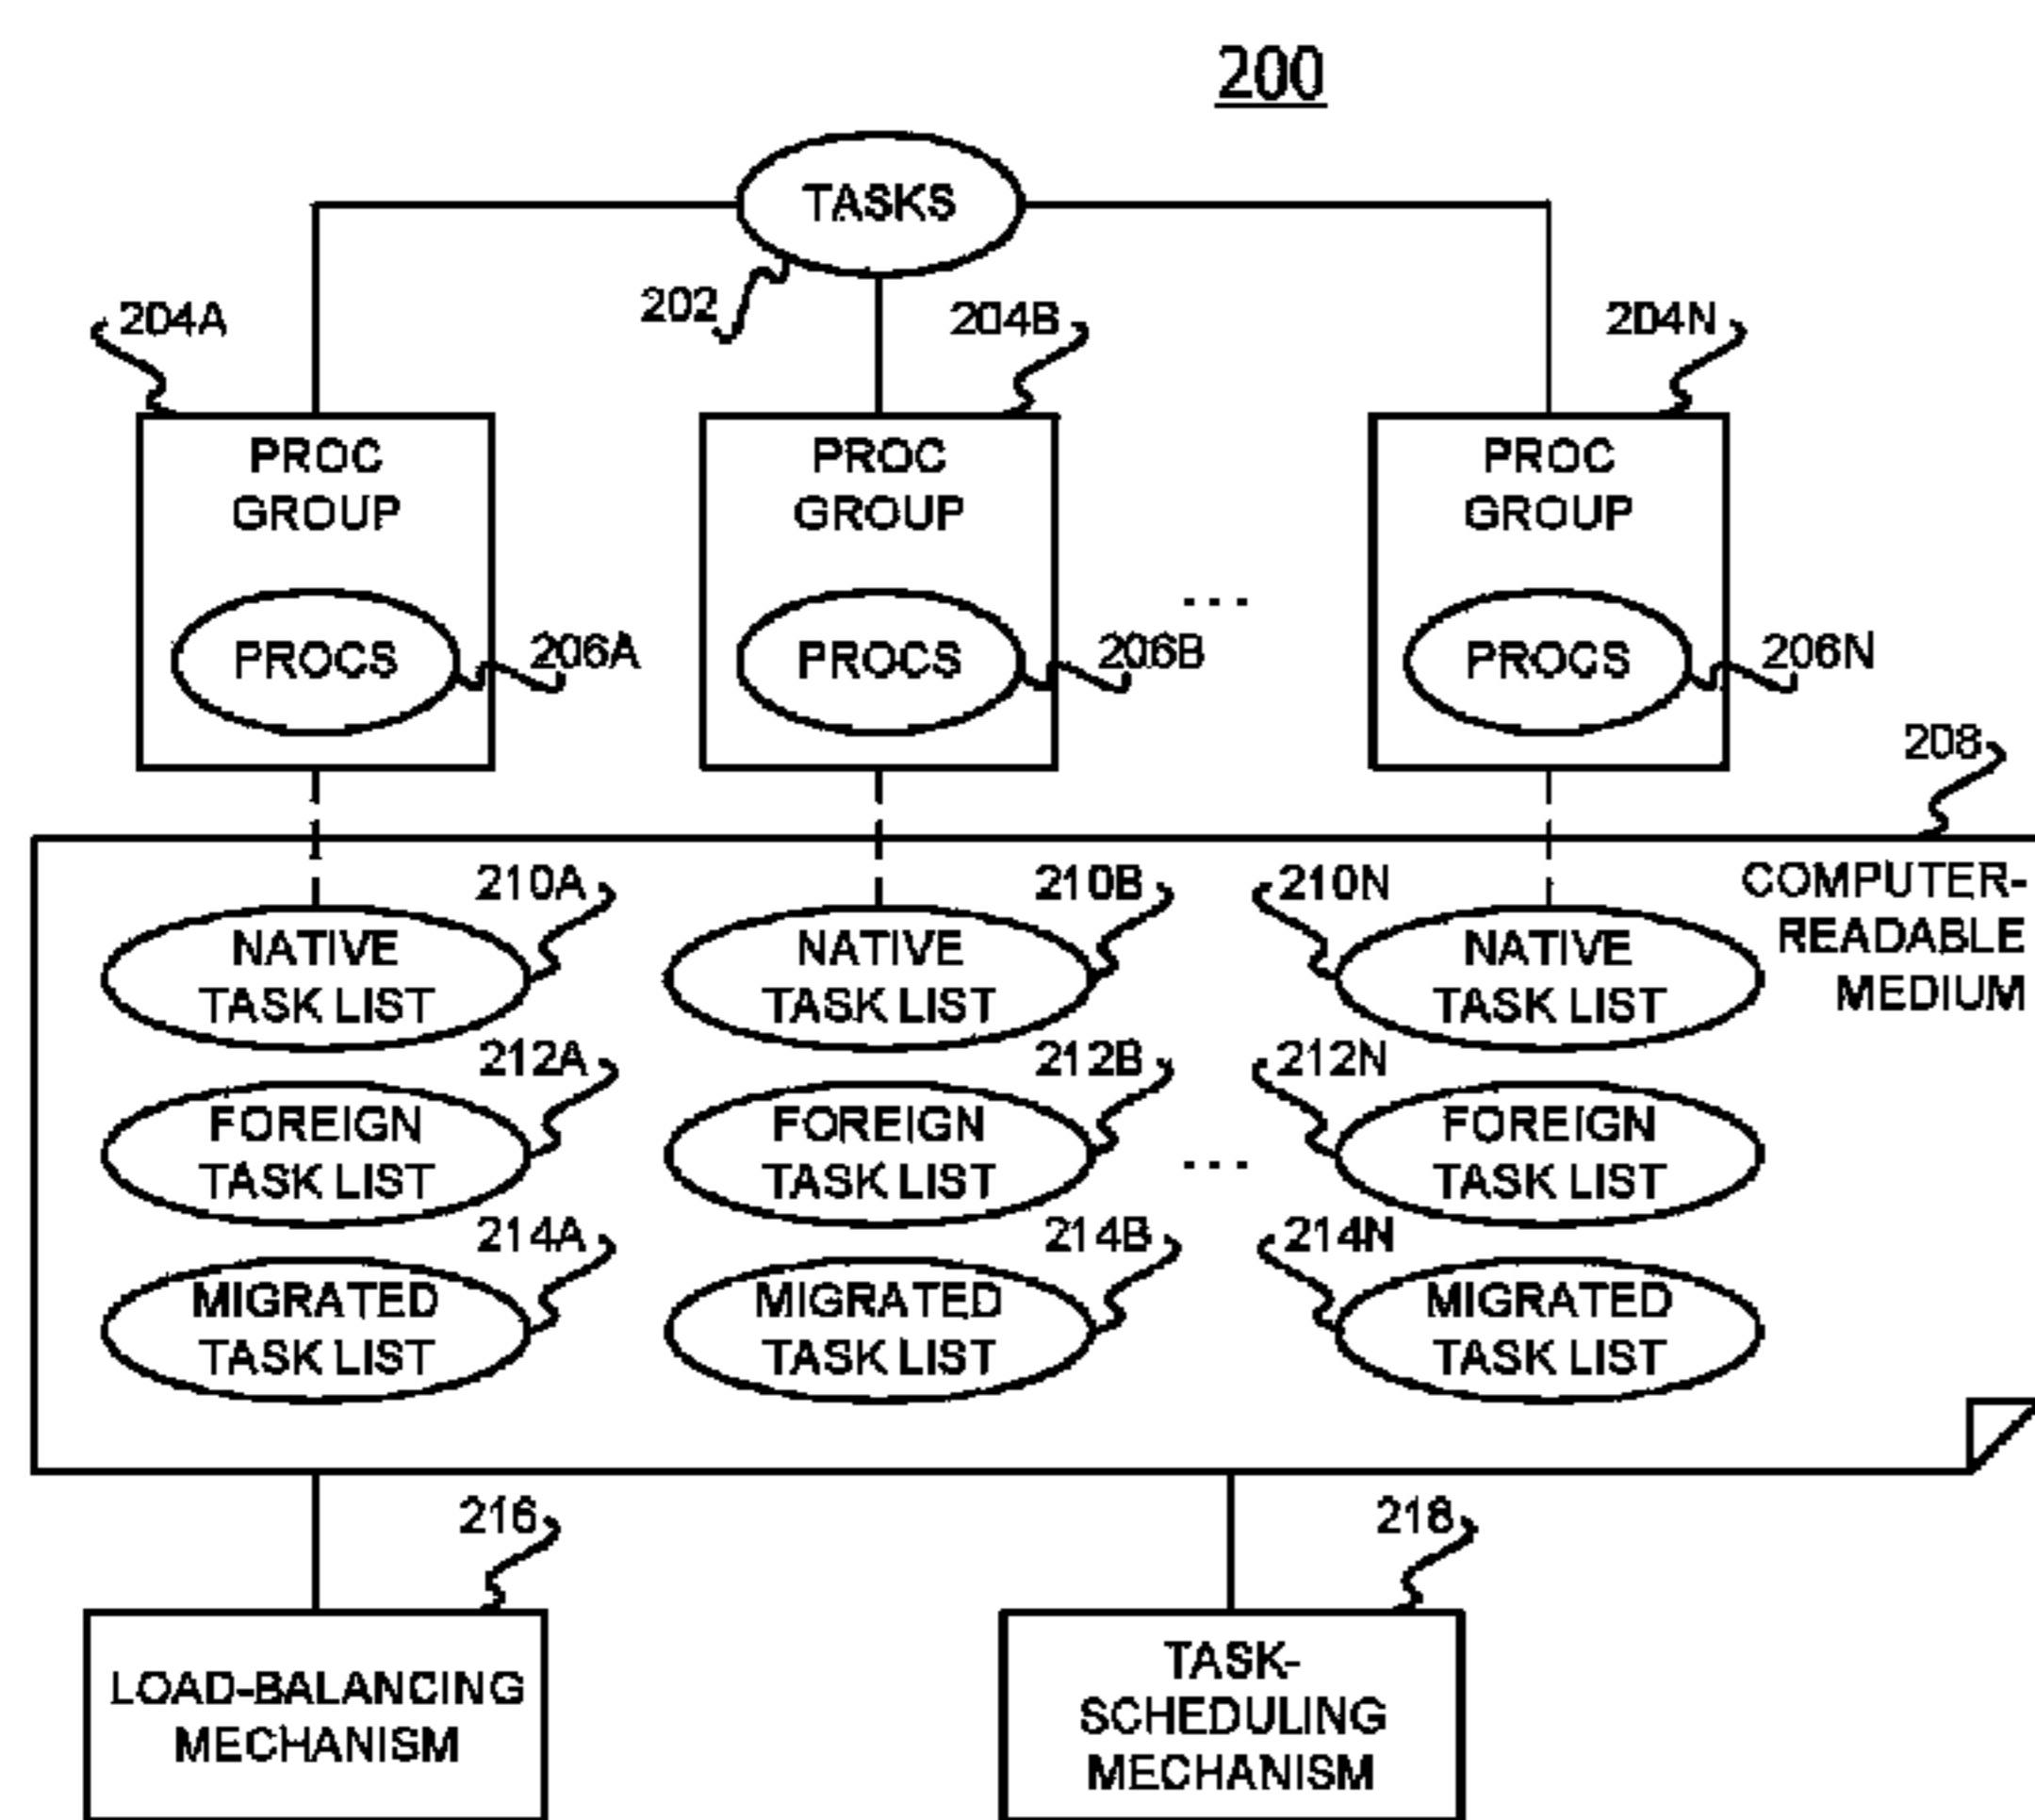 200
TASKS
202
204A
204B
204N
PROC
GROUP
PROC
GROUP
PROC
GROUP
...
PROCS
206A
PROCS
206B
PROCS
206N
208
COMPUTER-
READABLE
MEDIUM
210A
210B
210N
NATIVE
TASK LIST
NATIVE
TASK LIST
NATIVE
TASK LIST
212A
212B
212N
FOREIGN
TASK LIST
FOREIGN
TASK LIST
...
FOREIGN
TASK LIST
214A
214B
214N
MIGRATED
TASK LIST
MIGRATED
TASK LIST
MIGRATED
TASK LIST
216
218
LOAD-BALANCING
MECHANISM
TASK-
SCHEDULING
MECHANISM